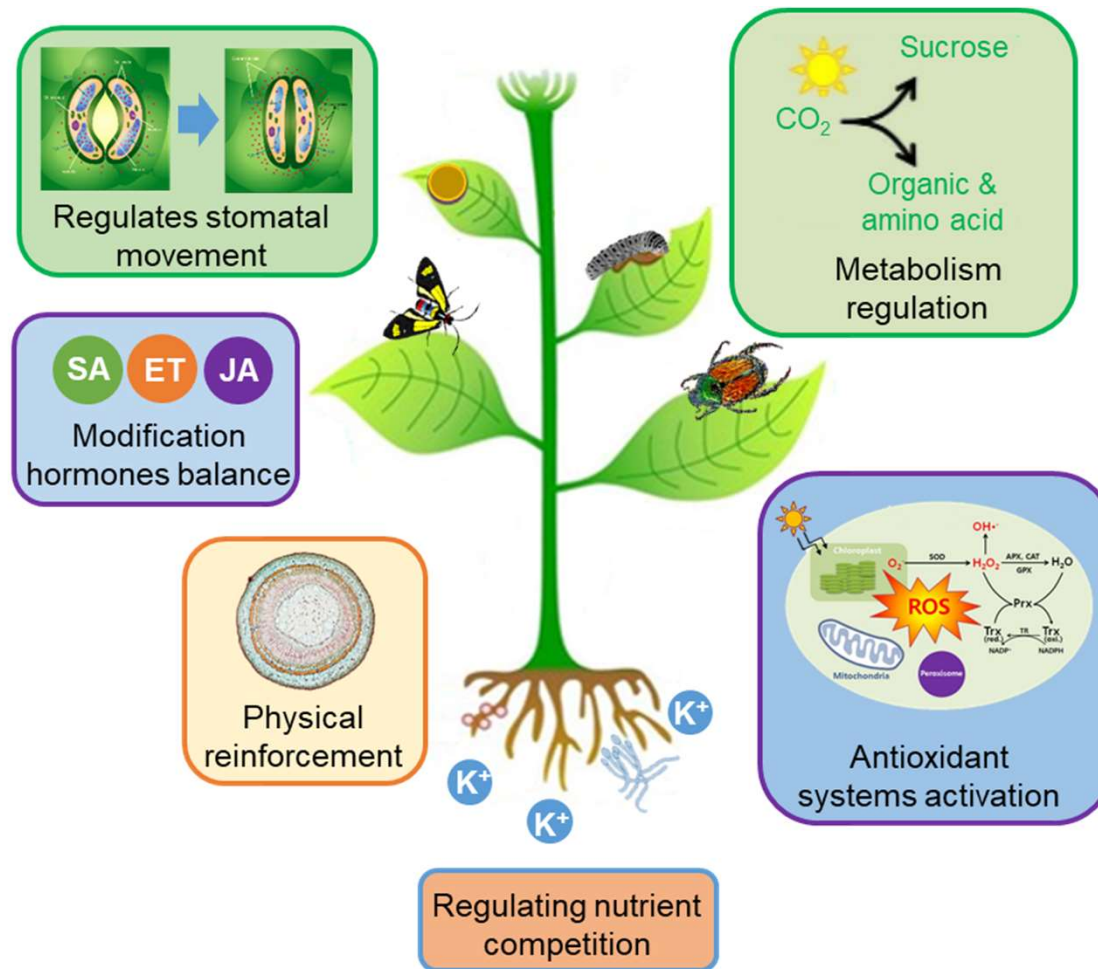 Regulates stomatal
movement
Sucrose
CO₂
Organic &
amino acid
Metabolism
regulation
SA ET JA
Modification
hormones balance
Physical
reinforcement
Chloroplast
O₂
SOD
OH•
H₂O₂
APX, CAT
GPX
H₂O
ROS
Prx
Trx
(red.)
TR
Trx
(oxi.)
NADP⁺
NADPH
Mitochondria
Peroxisome
Antioxidant
systems activation
K⁺
K⁺
K⁺
Regulating nutrient
competition